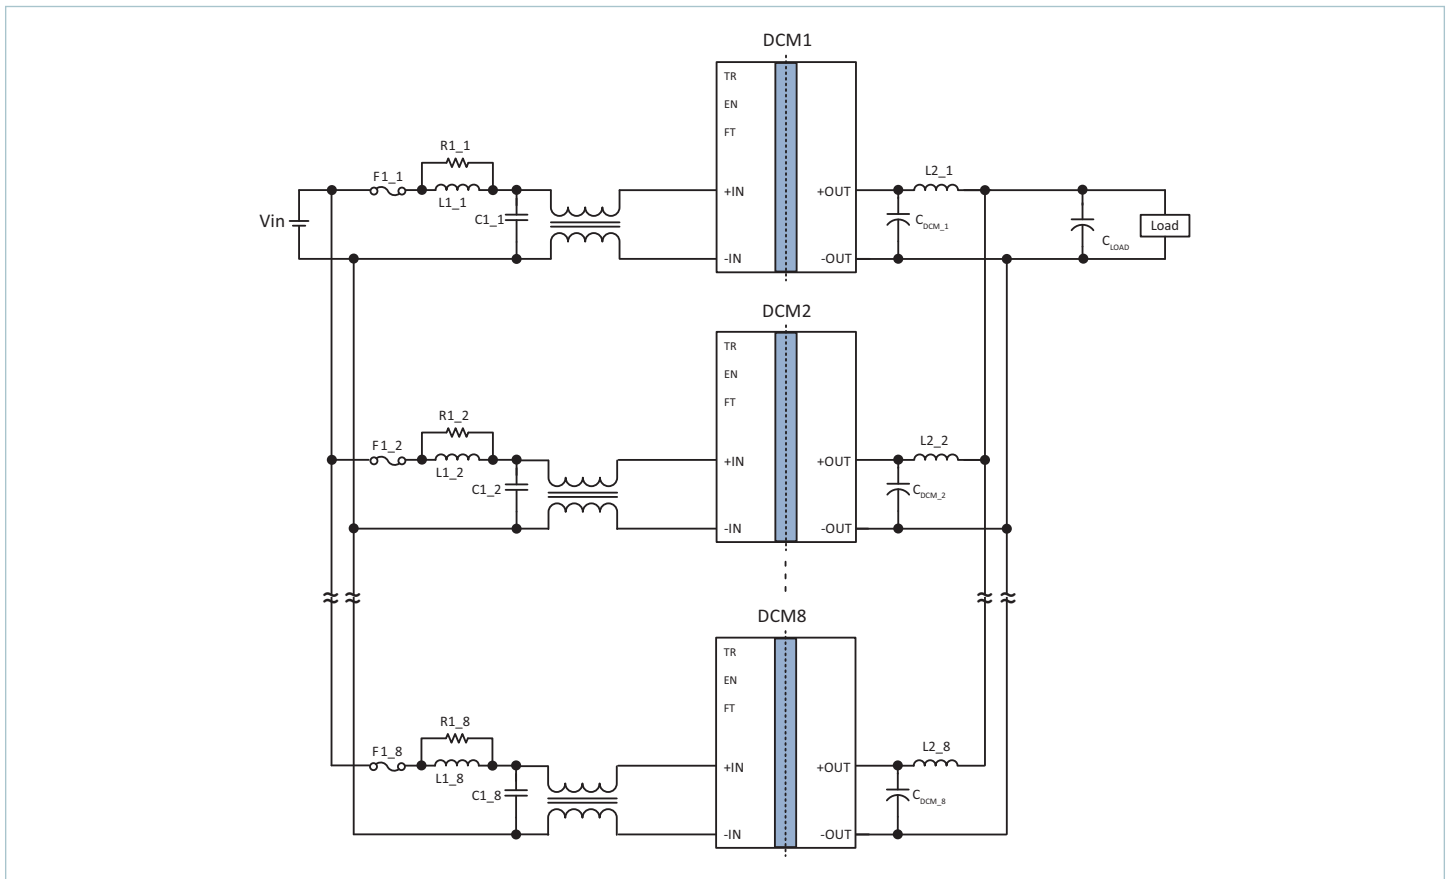 DCM1
TR
EN
FT
R1_1
F1_1
L1_1
C1_1
Vin
+IN
-IN
+OUT
-OUT
L2_1
CDCM_1
CLOAD
Load
DCM2
TR
EN
FT
R1_2
F1_2
L1_2
C1_2
+IN
-IN
+OUT
-OUT
L2_2
CDCM_2
DCM8
TR
EN
FT
R1_8
F1_8
L1_8
C1_8
+IN
-IN
+OUT
-OUT
L2_8
CDCM_8